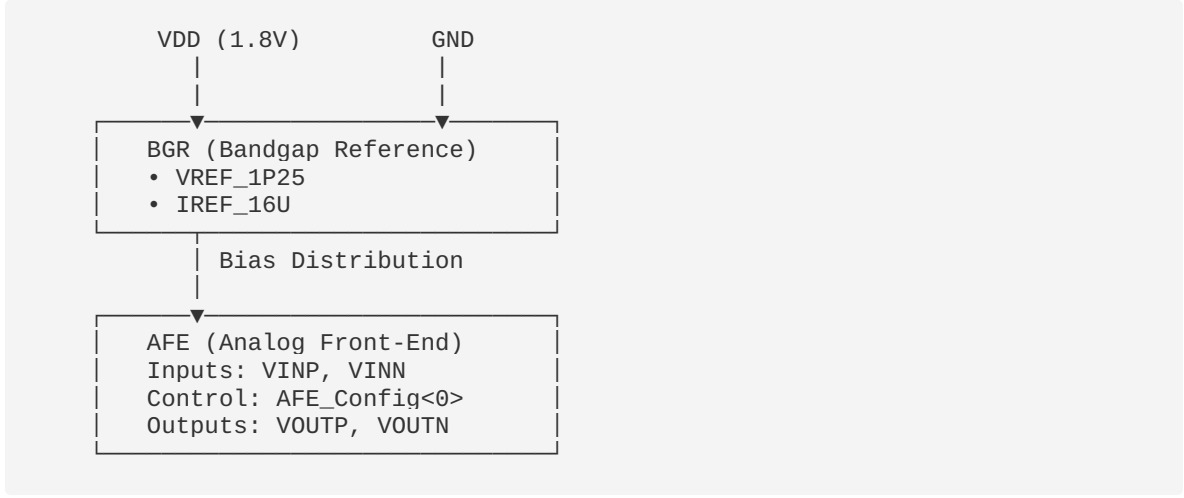 VDD (1.8V) GND
BGR (Bandgap Reference)
• VREF_1P25
• IREF_16U
Bias Distribution
AFE (Analog Front-End)
Inputs: VINP, VINN
Control: AFE_Config<0>
Outputs: VOUTP, VOUTN